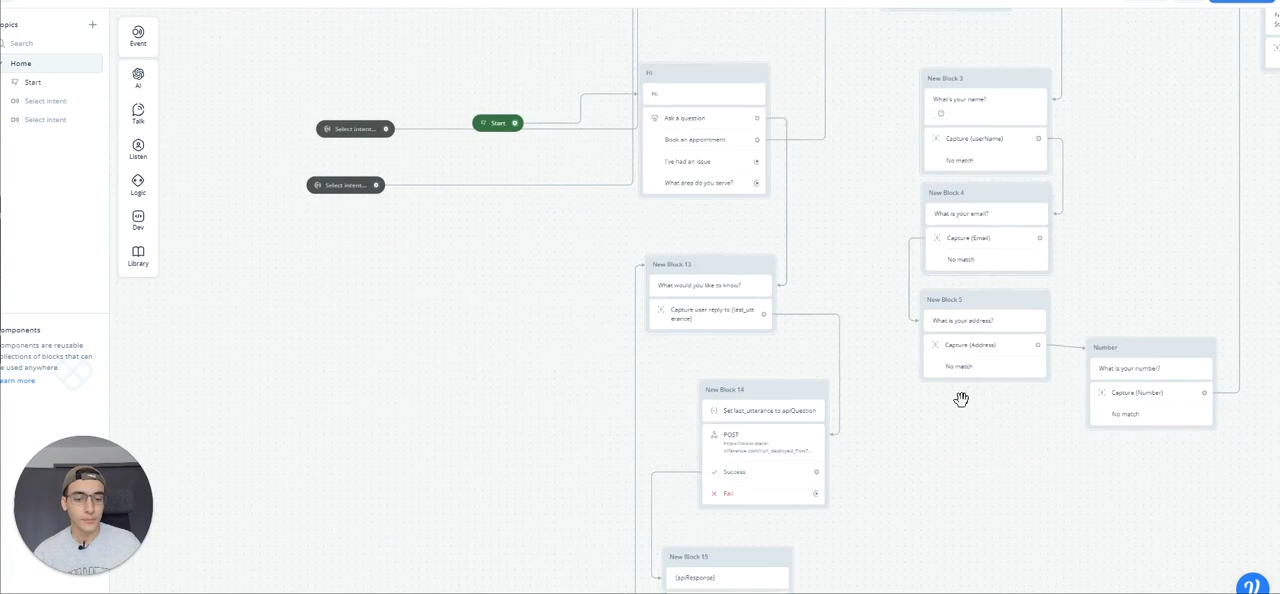 opics
Search
Home
Start
Select intent
Select intent
omponents
omponents are reusable
ollections of blocks that can
e used anywhere.
earn more
Event
AI
Talk
Listen
Logic
Dev
Library
Select intent...
Start
Select intent...
Hi
Hi
Ask a question
Book an appointment
I've had an issue
What area do you serve?
New Block 13
What would you like to know?
Capture user reply to {last_utt
erance}
New Block 14
Set last_utterance to apiQuestion
POST
https://www.stack-
inference.com/run_deployed_flow?...
Success
Fail
New Block 15
{apiResponse}
New Block 3
What's your name?
Capture {userName}
No match
New Block 4
What is your email?
Capture {Email}
No match
New Block 5
What is your address?
Capture {Address}
No match
Number
What is your number?
Capture {Number}
No match